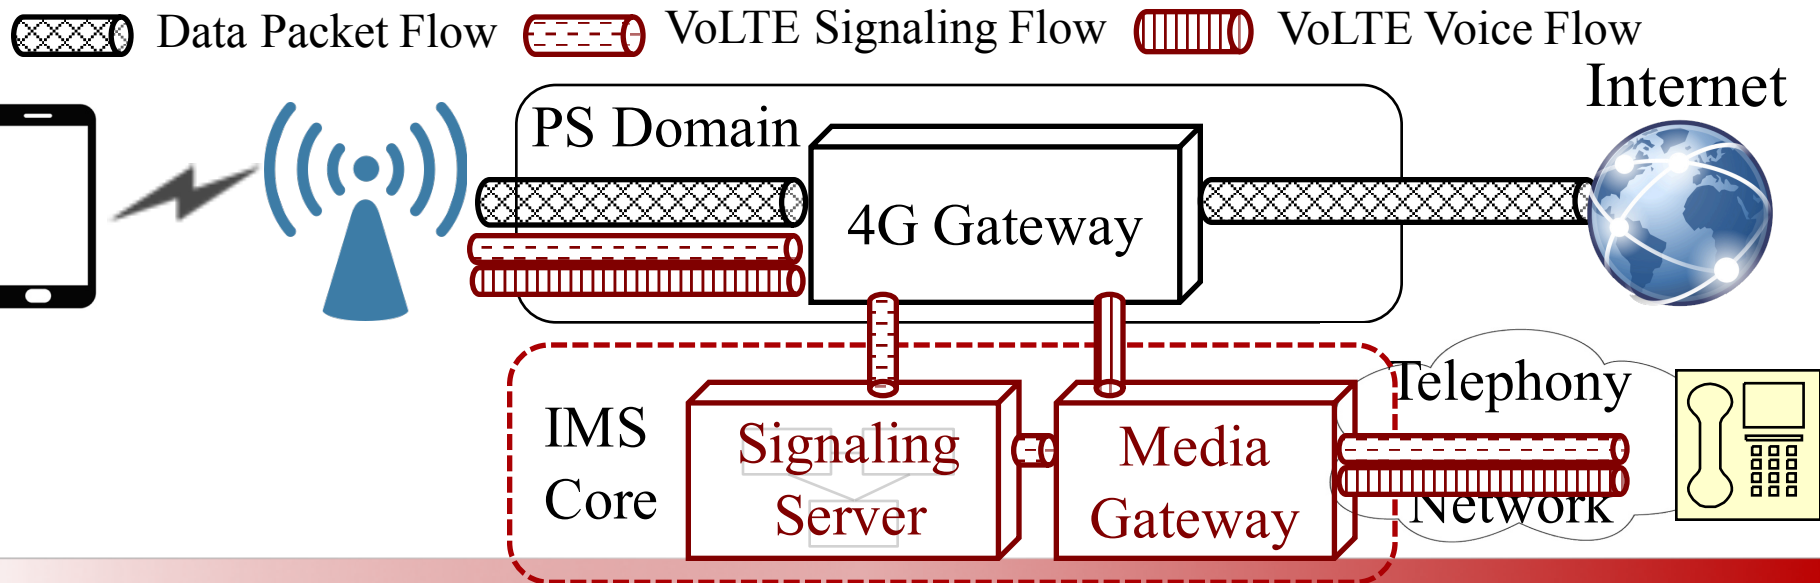 Data Packet Flow
VoLTE Signaling Flow
VoLTE Voice Flow
Internet
PS Domain
4G Gateway
IMS
Core
Signaling
Server
Media
Gateway
Telephony
Network